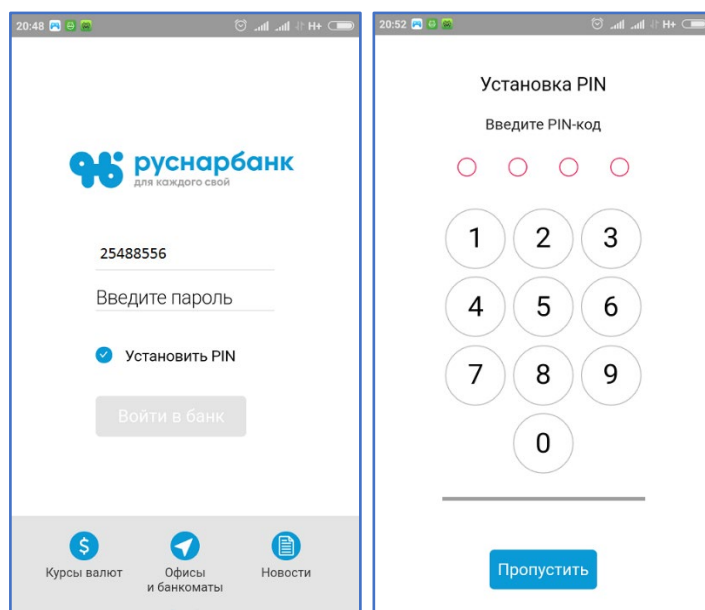 20:48
H+
руснарбанк
для каждого свой
25488556
Введите пароль
Установить PIN
Войти в банк
$
Курсы валют
Офисы
и банкоматы
Новости
20:52
H+
Установка PIN
Введите PIN-код
1 2 3
4 5 6
7 8 9
0
Пропустить